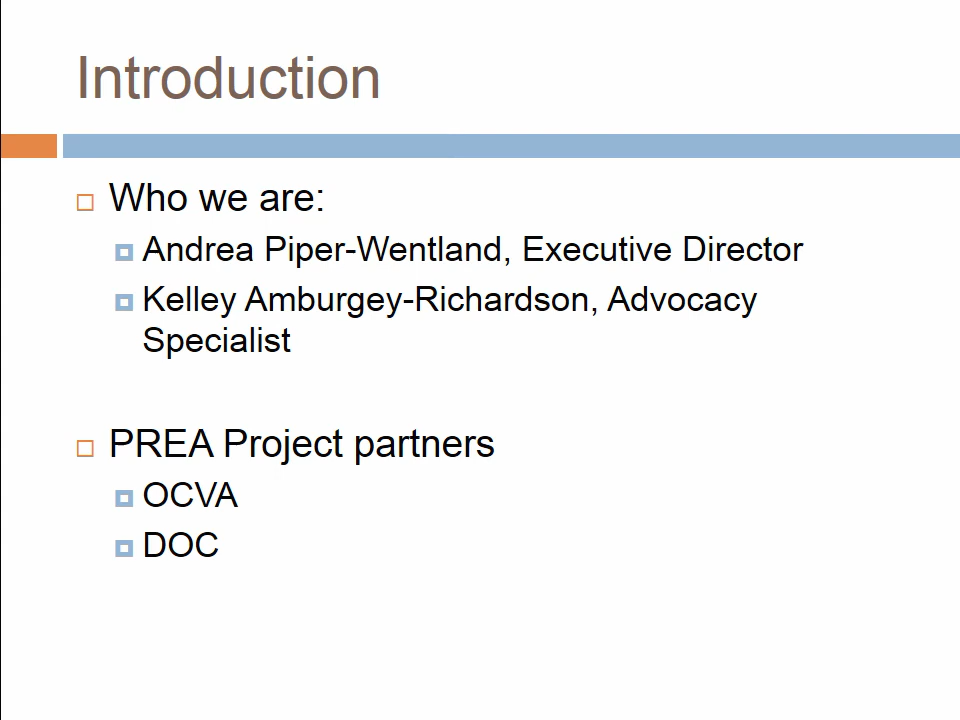 Introduction
Who we are:
Andrea Piper-Wentland, Executive Director
Kelley Amburgey-Richardson, Advocacy
Specialist
PREA Project partners
OCVA
DOC